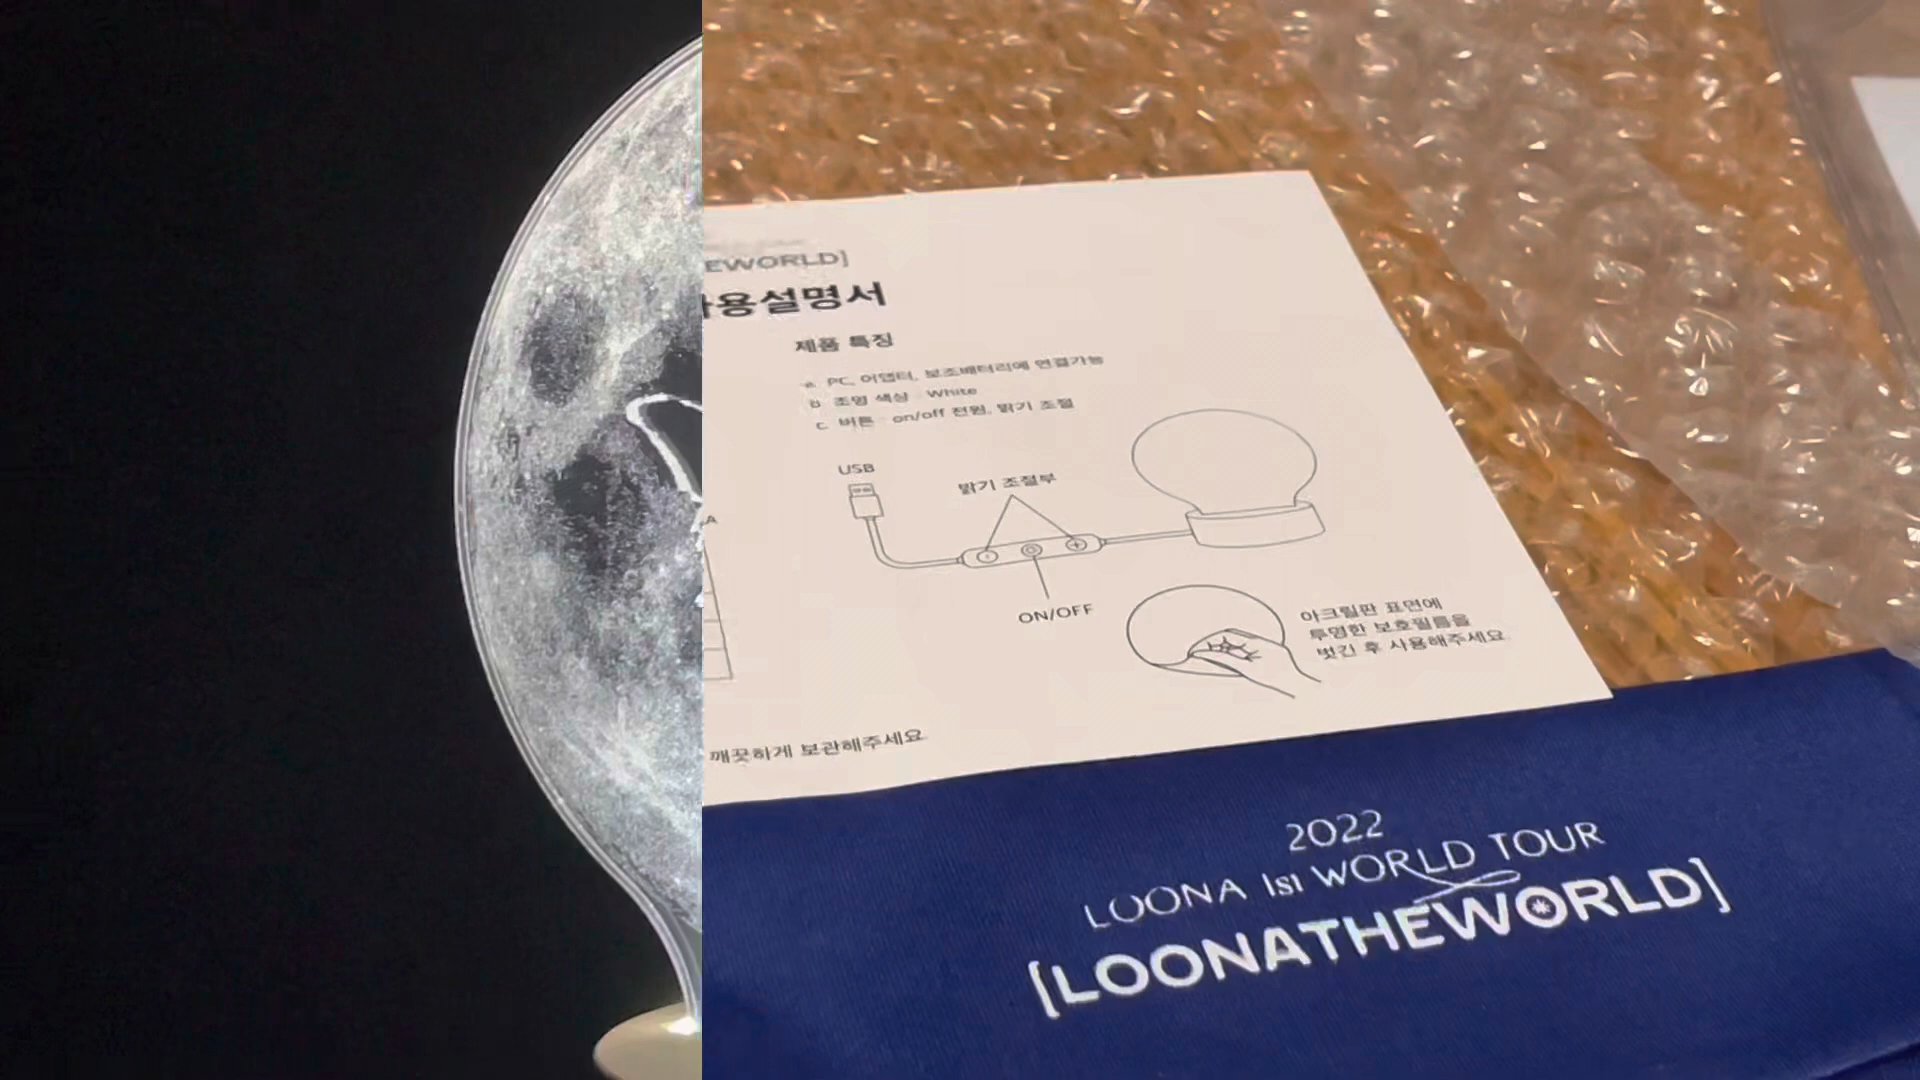 EWORLD]
사용설명서
제품 특징
a. PC, 어댑터, 보조배터리에 연결가능
b. 조명 색상 : White
c. 버튼 : on/off 전원, 밝기 조절
USB
밝기 조절부
ON/OFF
아크릴판 표면에
투명한 보호필름을
벗긴 후 사용해주세요.
깨끗하게 보관해주세요.
2022
LOONA 1st WORLD TOUR
[LOONATHEWORLD]